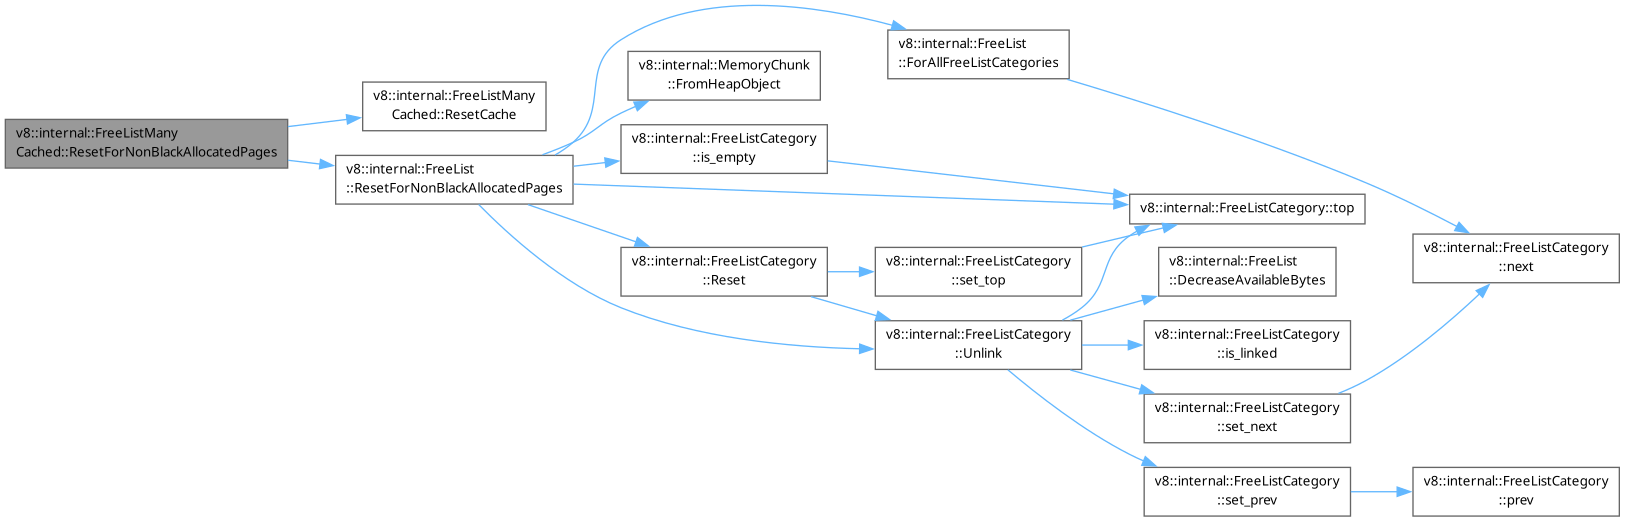 v8::internal::FreeListMany
Cached::ResetForNonBlackAllocatedPages
v8::internal::FreeListMany
Cached::ResetCache
v8::internal::FreeList
::ResetForNonBlackAllocatedPages
v8::internal::MemoryChunk
::FromHeapObject
v8::internal::FreeListCategory
::is_empty
v8::internal::FreeListCategory
::Reset
v8::internal::FreeList
::ForAllFreeListCategories
v8::internal::FreeListCategory
::set_top
v8::internal::FreeListCategory
::Unlink
v8::internal::FreeListCategory::top
v8::internal::FreeList
::DecreaseAvailableBytes
v8::internal::FreeListCategory
::is_linked
v8::internal::FreeListCategory
::set_next
v8::internal::FreeListCategory
::set_prev
v8::internal::FreeListCategory
::next
v8::internal::FreeListCategory
::prev